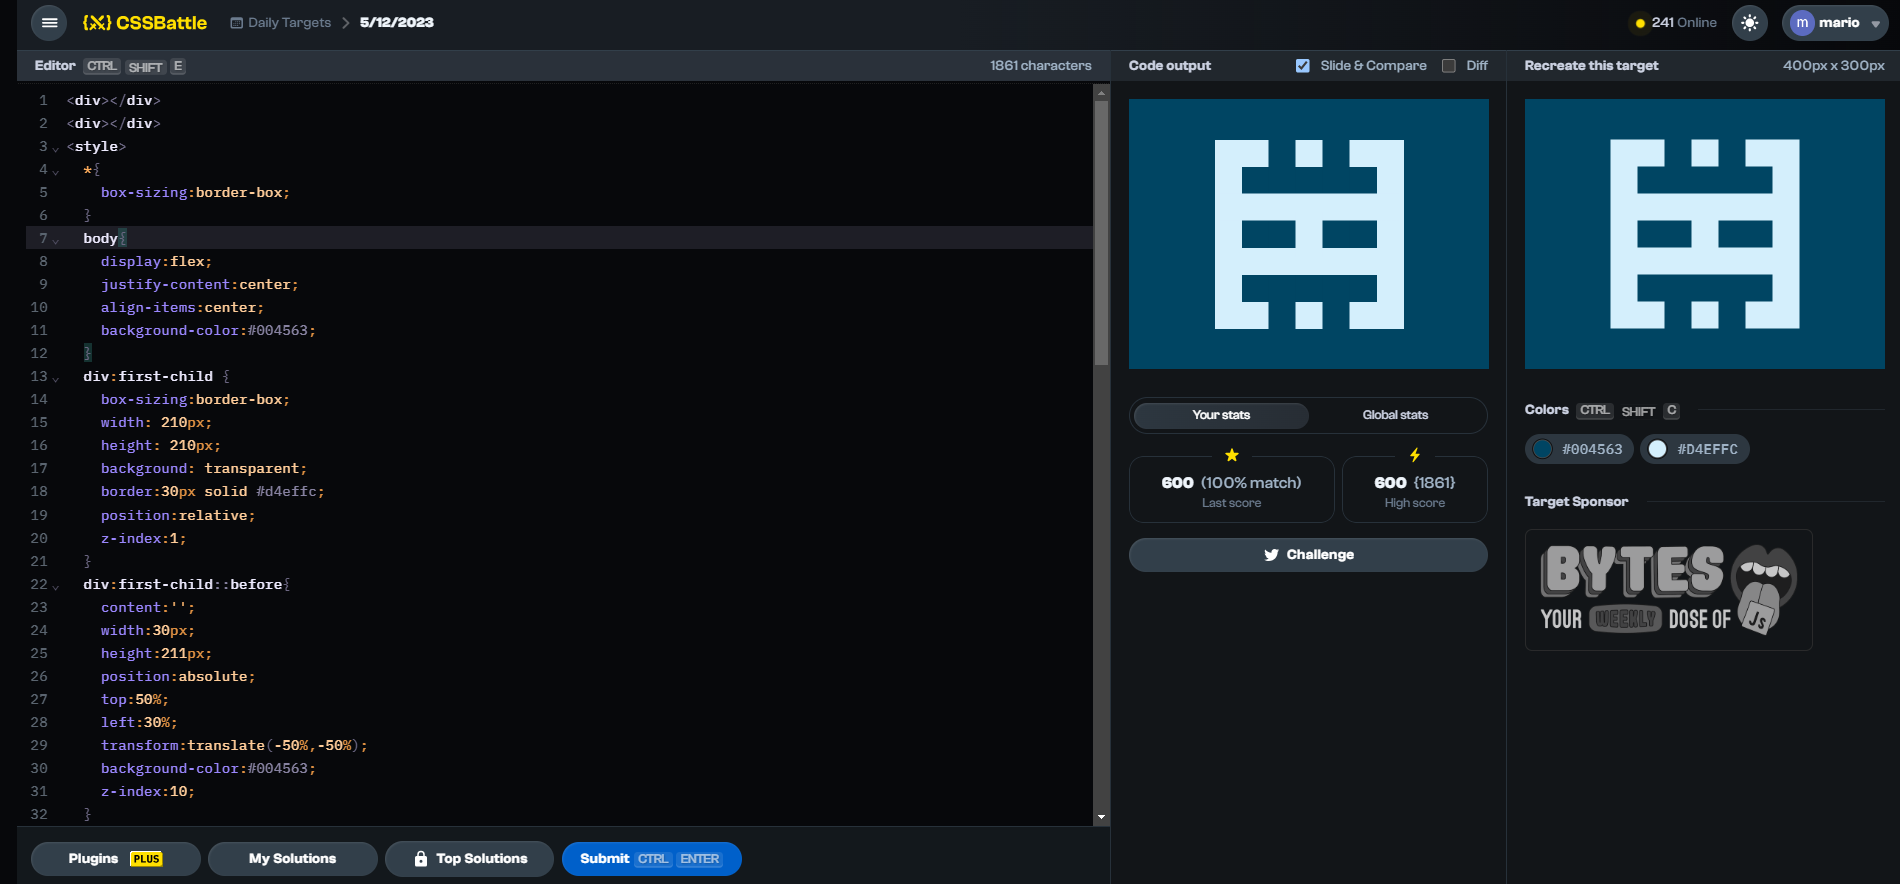 {X} CSSBattle Daily Targets > 5/12/2023 241 Online m mario
Editor CTRL SHIFT E 1861 characters Code output Slide & Compare Diff Recreate this target 400px x 300px
1 <div></div>
2 <div></div>
3 <style>
4 *{
5 box-sizing:border-box;
6 }
7 body{
8 display:flex;
9 justify-content:center;
10 align-items:center;
11 background-color:#004563;
12 }
13 div:first-child {
14 box-sizing:border-box;
15 width: 210px;
16 height: 210px;
17 background: transparent;
18 border:30px solid #d4effc;
19 position:relative;
20 z-index:1;
21 }
22 div:first-child::before{
23 content:'';
24 width:30px;
25 height:211px;
26 position:absolute;
27 top:50%;
28 left:30%;
29 transform:translate(-50%,-50%);
30 background-color:#004563;
31 z-index:10;
32 }
Plugins PLUS My Solutions Top Solutions Submit CTRL ENTER
Your stats Global stats
600 (100% match) 600 {1861}
Last score High score
Challenge
Colors CTRL SHIFT C
#004563 #D4EFFC
Target Sponsor
BYTES
YOUR WEEKLY DOSE OF JS